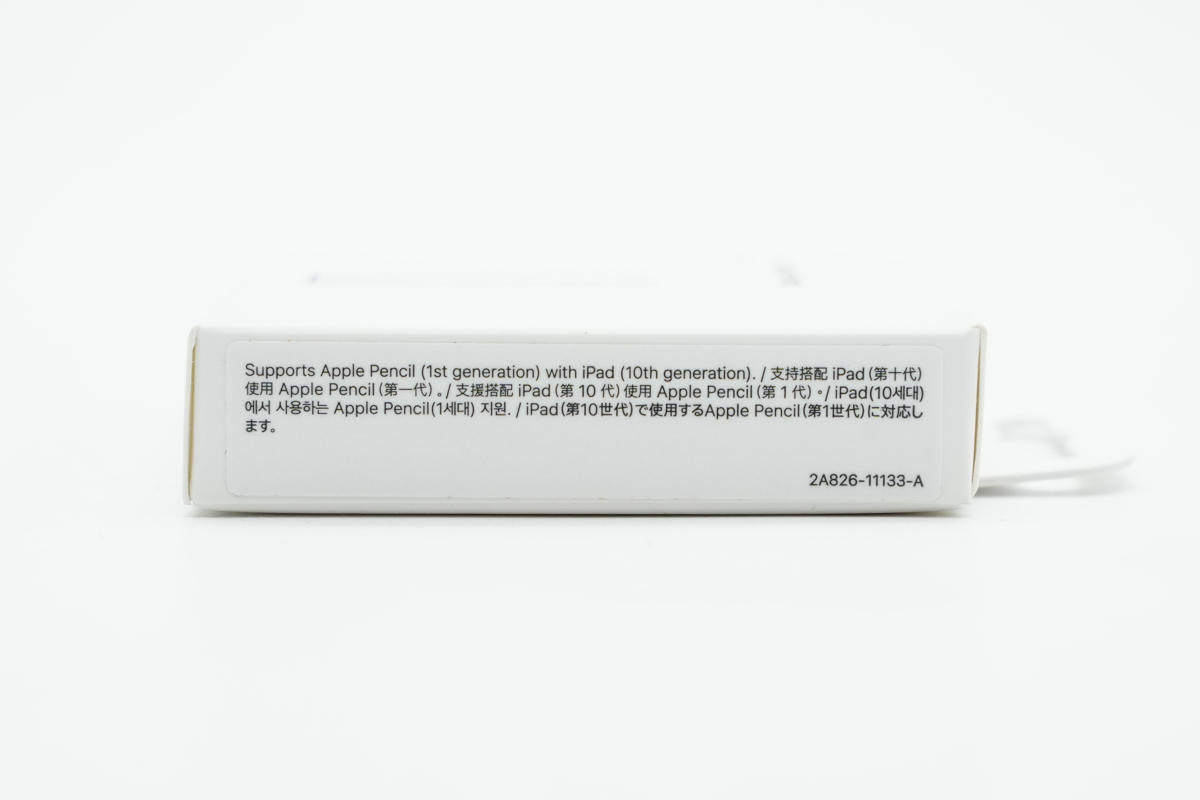 Supports Apple Pencil (1st generation) with iPad (10th generation). / 支持搭配 iPad（第十代）
使用 Apple Pencil（第一代）。/ 支援搭配 iPad（第 10 代）使用 Apple Pencil（第 1 代）。/ iPad(10세대)
에서 사용하는 Apple Pencil(1세대) 지원. / iPad（第10世代）で使用するApple Pencil（第1世代）に対応し
ます。
2A826-11133-A